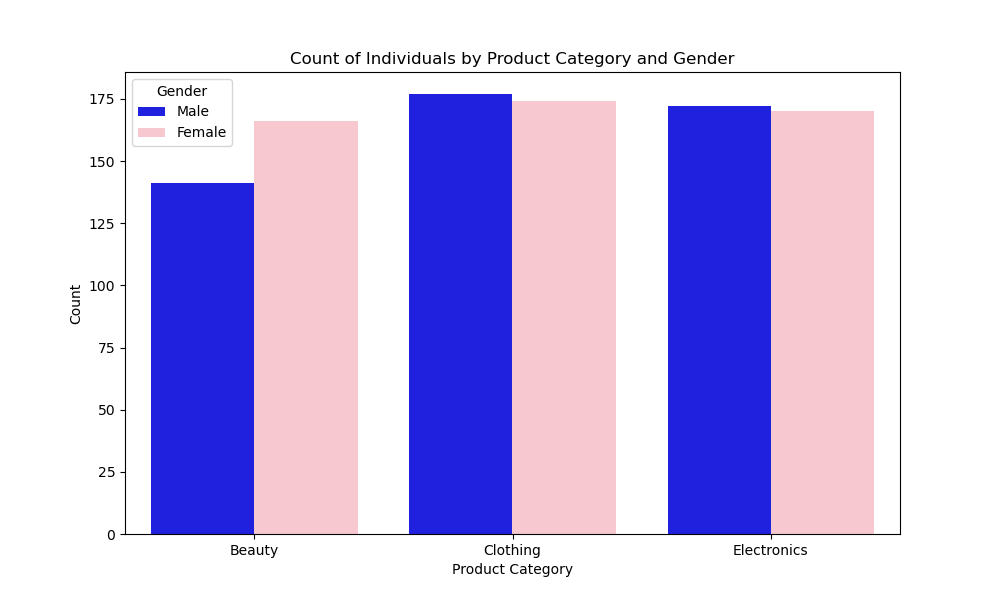 Count of Individuals by Product Category and Gender
Gender
Male
Female
175
150
125
100
75
50
25
0
Count
Beauty
Clothing
Electronics
Product Category